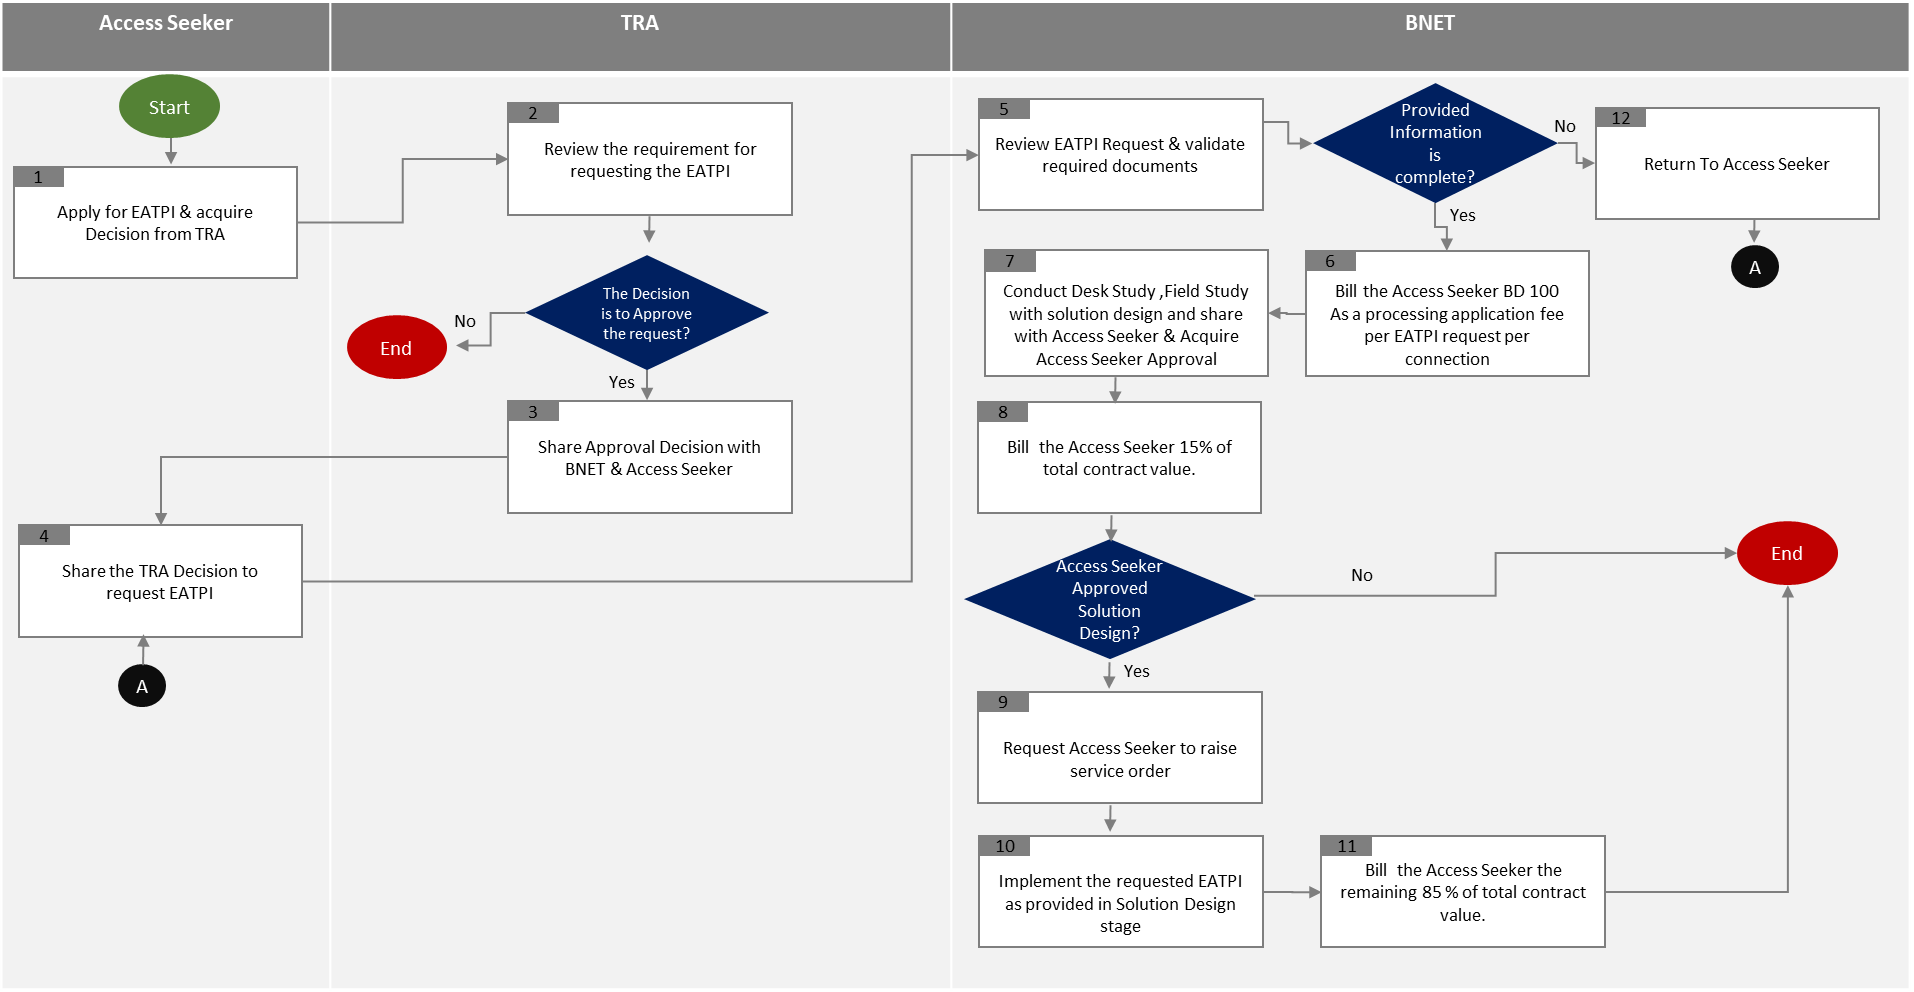 Access Seeker
TRA
BNET
Start
1
Apply for EATPI & acquire
Decision from TRA
2
Review the requirement for
requesting the EATPI
The Decision
is to Approve
the request?
No
End
Yes
3
Share Approval Decision with
BNET & Access Seeker
4
Share the TRA Decision to
request EATPI
A
5
Review EATPI Request & validate
required documents
Provided
Information
is
complete?
No
12
Return To Access Seeker
A
Yes
6
Bill the Access Seeker BD 100
As a processing application fee
per EATPI request per
connection
7
Conduct Desk Study ,Field Study
with solution design and share
with Access Seeker & Acquire
Access Seeker Approval
8
Bill the Access Seeker 15% of
total contract value.
Access Seeker
Approved
Solution
Design?
No
End
Yes
9
Request Access Seeker to raise
service order
10
Implement the requested EATPI
as provided in Solution Design
stage
11
Bill the Access Seeker the
remaining 85 % of total contract
value.